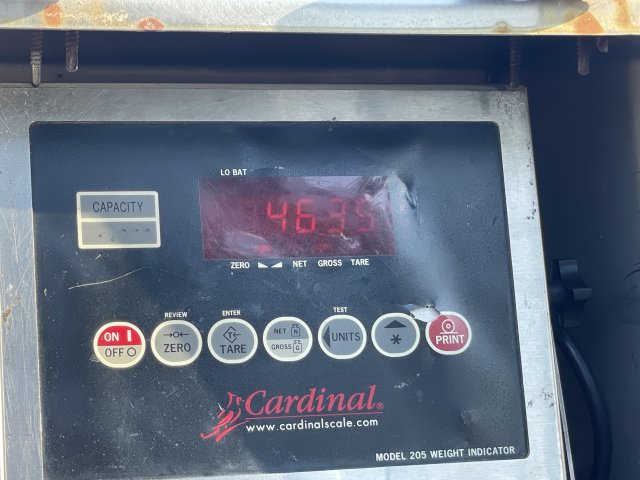 LO BAT
CAPACITY
4635
ZERO NET GROSS TARE
REVIEW ENTER TEST
ON I
OFF O
ZERO
TARE
NET N
GROSS G
UNITS
*
PRINT
Cardinal®
www.cardinalscale.com
MODEL 205 WEIGHT INDICATOR